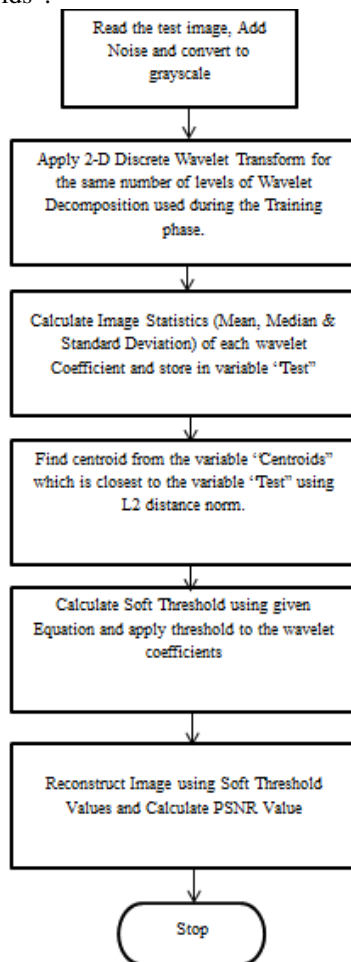 Read the test image, Add
Noise and convert to
grayscale
Apply 2-D Discrete Wavelet Transform for
the same number of levels of Wavelet
Decomposition used during the Training
phase.
Calculate Image Statistics (Mean, Median &
Standard Deviation) of each wavelet
Coefficient and store in variable “Test”
Find centroid from the variable “Centroids”
which is closest to the variable “Test” using
L2 distance norm.
Calculate Soft Threshold using given
Equation and apply threshold to the wavelet
coefficients
Reconstruct Image using Soft Threshold
Values and Calculate PSNR Value
Stop